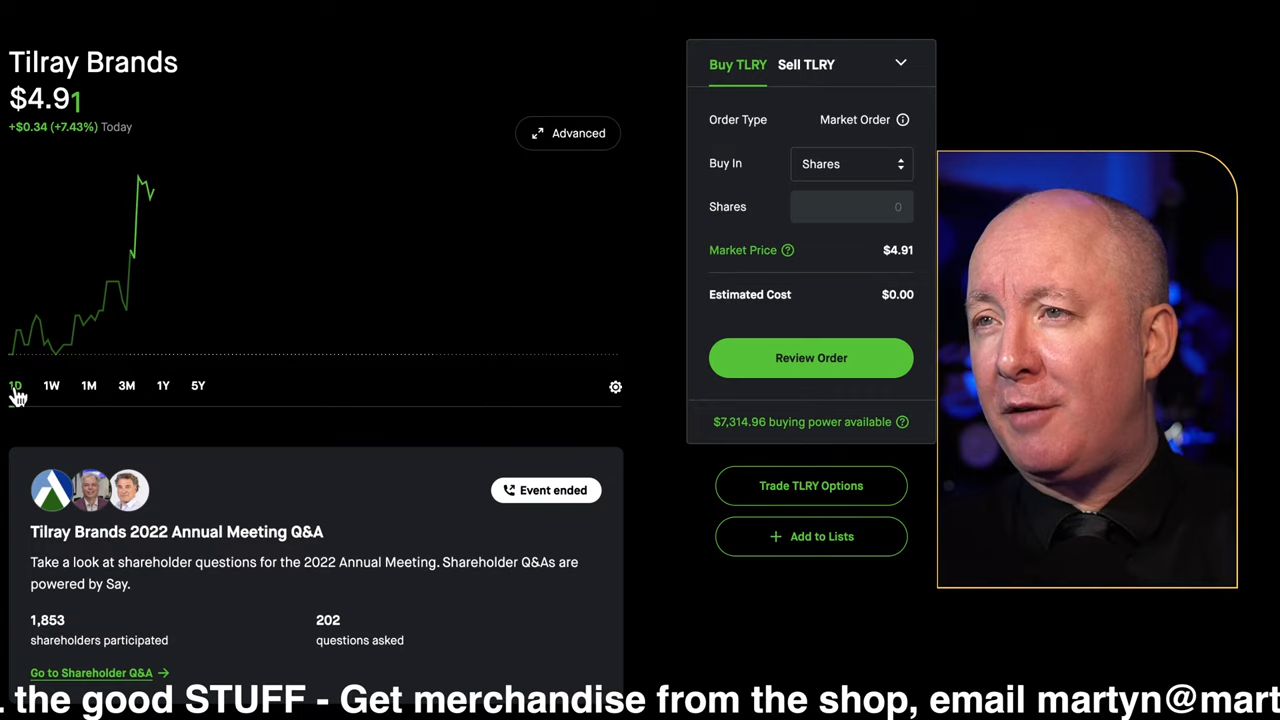 Tilray Brands
$4.91
+$0.34 (+7.43%) Today
Advanced
1D 1W 1M 3M 1Y 5Y
Event ended
Tilray Brands 2022 Annual Meeting Q&A
Take a look at shareholder questions for the 2022 Annual Meeting. Shareholder Q&As are
powered by Say.
1,853 202
shareholders participated questions asked
Go to Shareholder Q&A →
Buy TLRY Sell TLRY
Order Type Market Order
Buy In Shares
Shares 0
Market Price $4.91
Estimated Cost $0.00
Review Order
$7,314.96 buying power available
Trade TLRY Options
+ Add to Lists
. the good STUFF - Get merchandise from the shop, email martyn@mart